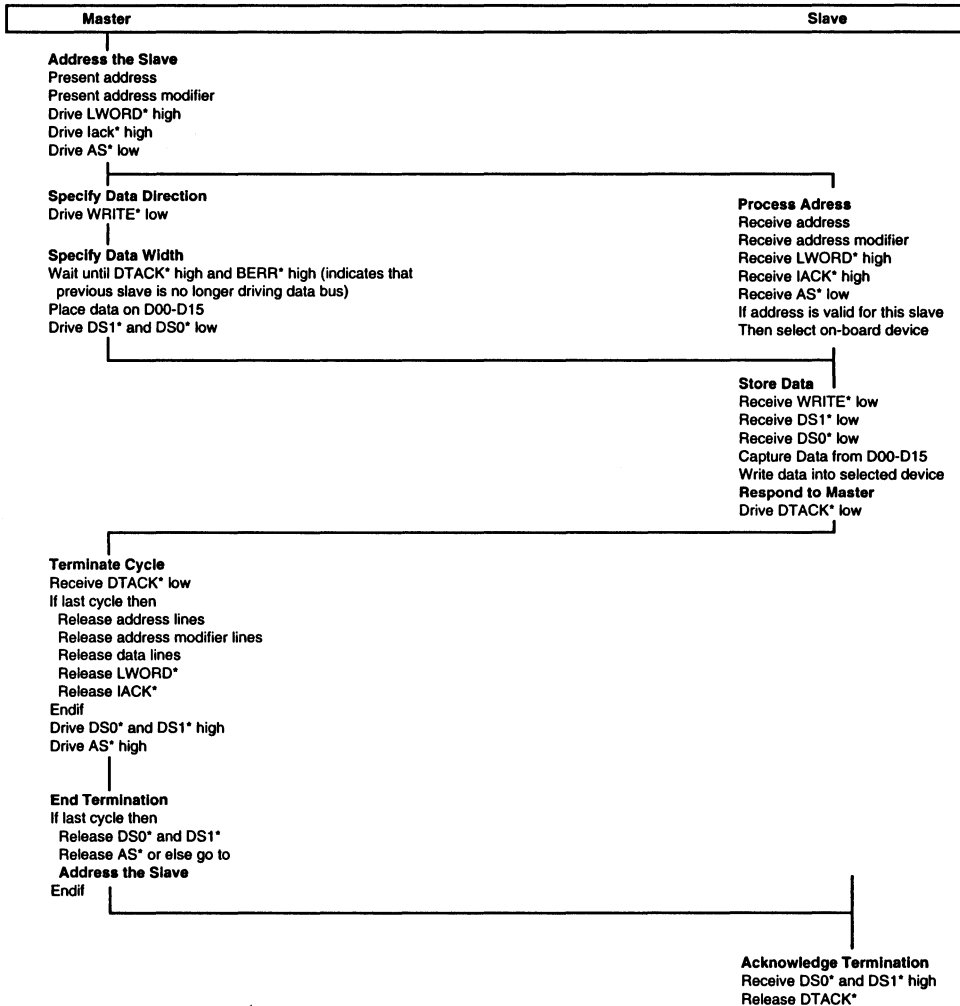 Master
Slave
Address the Slave
Present address
Present address modifier
Drive LWORD* high
Drive Iack* high
Drive AS* low
Specify Data Direction
Drive WRITE* low
Specify Data Width
Wait until DTACK* high and BERR* high (indicates that
previous slave is no longer driving data bus)
Place data on D00-D15
Drive DS1* and DS0* low
Process Adress
Receive address
Receive address modifier
Receive LWORD* high
Receive IACK* high
Receive AS* low
If address is valid for this slave
Then select on-board device
Store Data
Receive WRITE* low
Receive DS1* low
Receive DS0* low
Capture Data from D00-D15
Write data into selected device
Respond to Master
Drive DTACK* low
Terminate Cycle
Receive DTACK* low
If last cycle then
Release address lines
Release address modifier lines
Release data lines
Release LWORD*
Release IACK*
Endif
Drive DS0* and DS1* high
Drive AS* high
End Termination
If last cycle then
Release DS0* and DS1*
Release AS* or else go to
Address the Slave
Endif
Acknowledge Termination
Receive DS0* and DS1* high
Release DTACK*